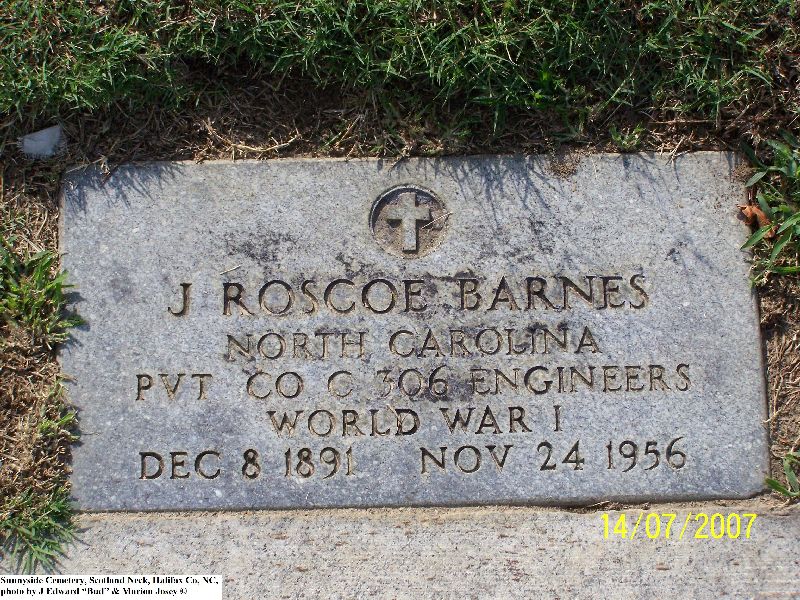 J ROSCOE BARNES
NORTH CAROLINA
PVT CO C 306 ENGINEERS
WORLD WAR I
DEC 8 1891 NOV 24 1956
14/07/2007
Sunnyside Cemetery, Scotland Neck, Halifax Co, NC,
photo by J Edward "Bud" & Marion Josey ©